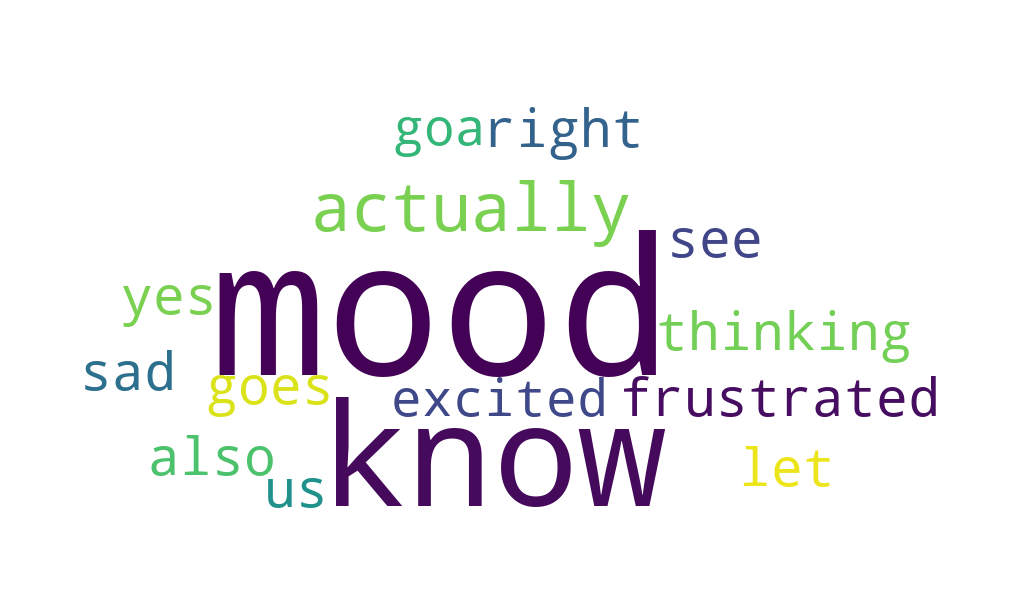 goa right
actually
see
mood
yes
thinking
sad
goes
excited frustrated
know
also
let
us